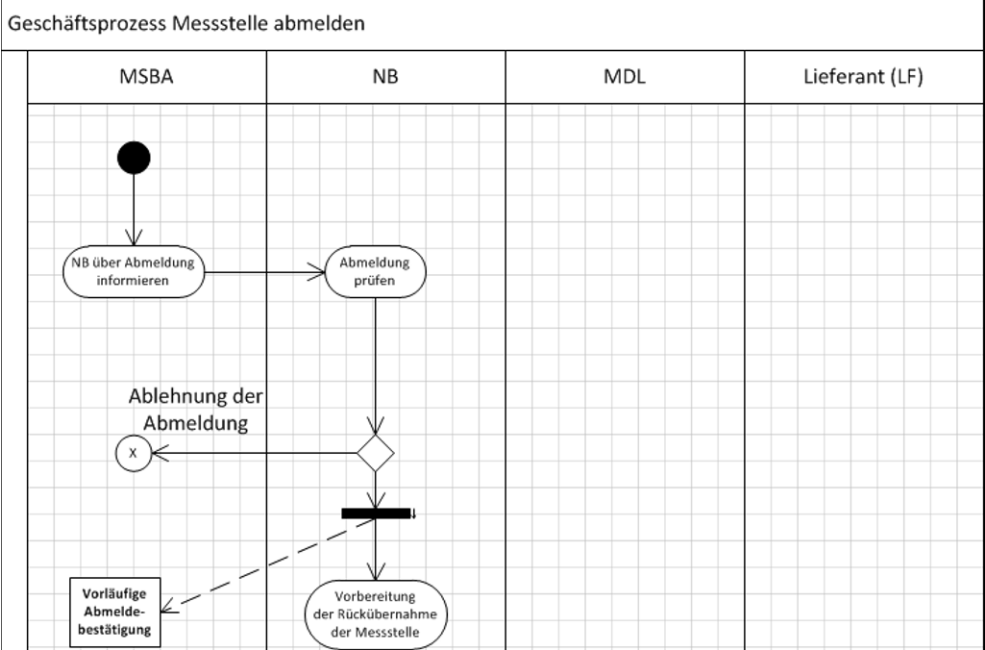 Geschäftsprozess Messstelle abmelden
MSBA
NB
MDL
Lieferant (LF)
NB über Abmeldung
informieren
Abmeldung
prüfen
Ablehnung der
Abmeldung
X
Vorläufige
Abmelde-
bestätigung
Vorbereitung
der Rückübernahme
der Messstelle